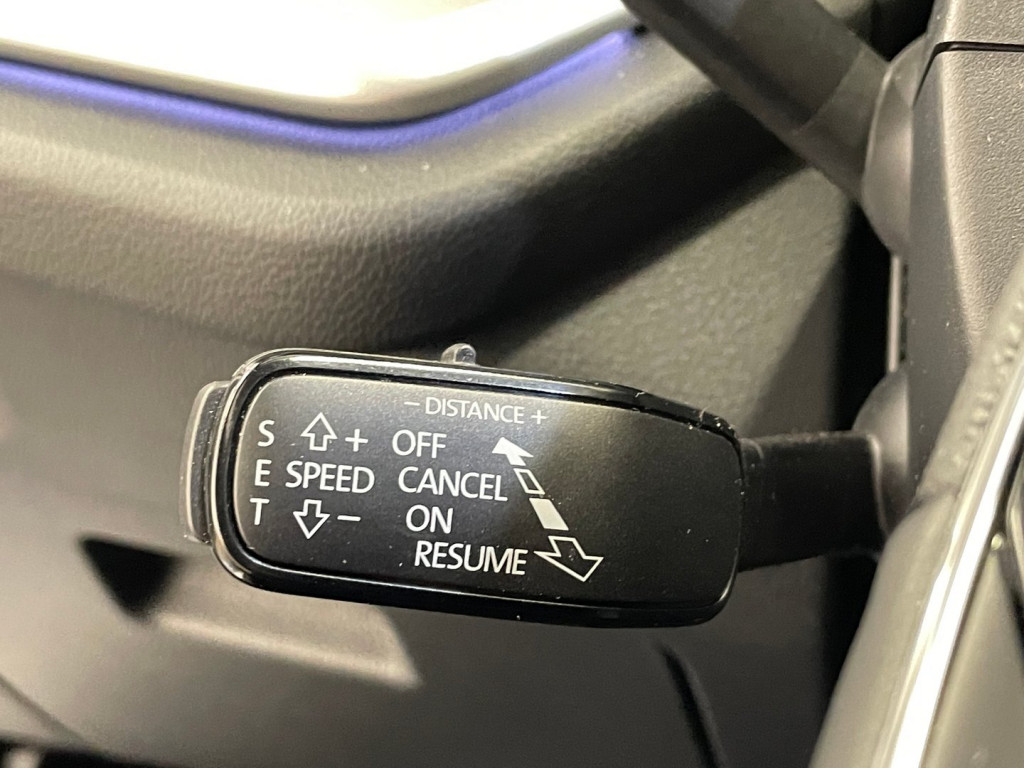 − DISTANCE +
S + OFF
E SPEED CANCEL
T − ON
RESUME